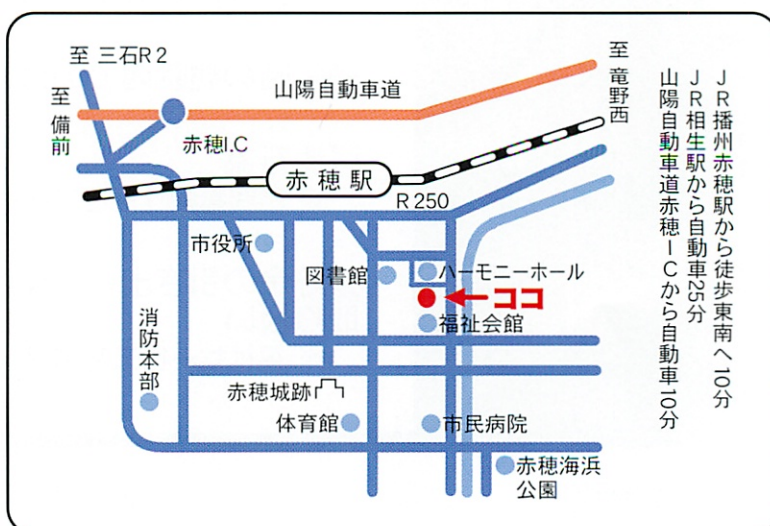 至 三石R2
至 備前
山陽自動車道
至 竜野西
赤穂I.C
赤穂駅
R250
市役所
図書館
ハーモニーホール
ココ
福祉会館
消防本部
赤穂城跡
体育館
市民病院
赤穂海浜
公園
JR播州赤穂駅から徒歩東南へ10分
JR相生駅から自動車25分
山陽自動車道赤穂ICから自動車10分